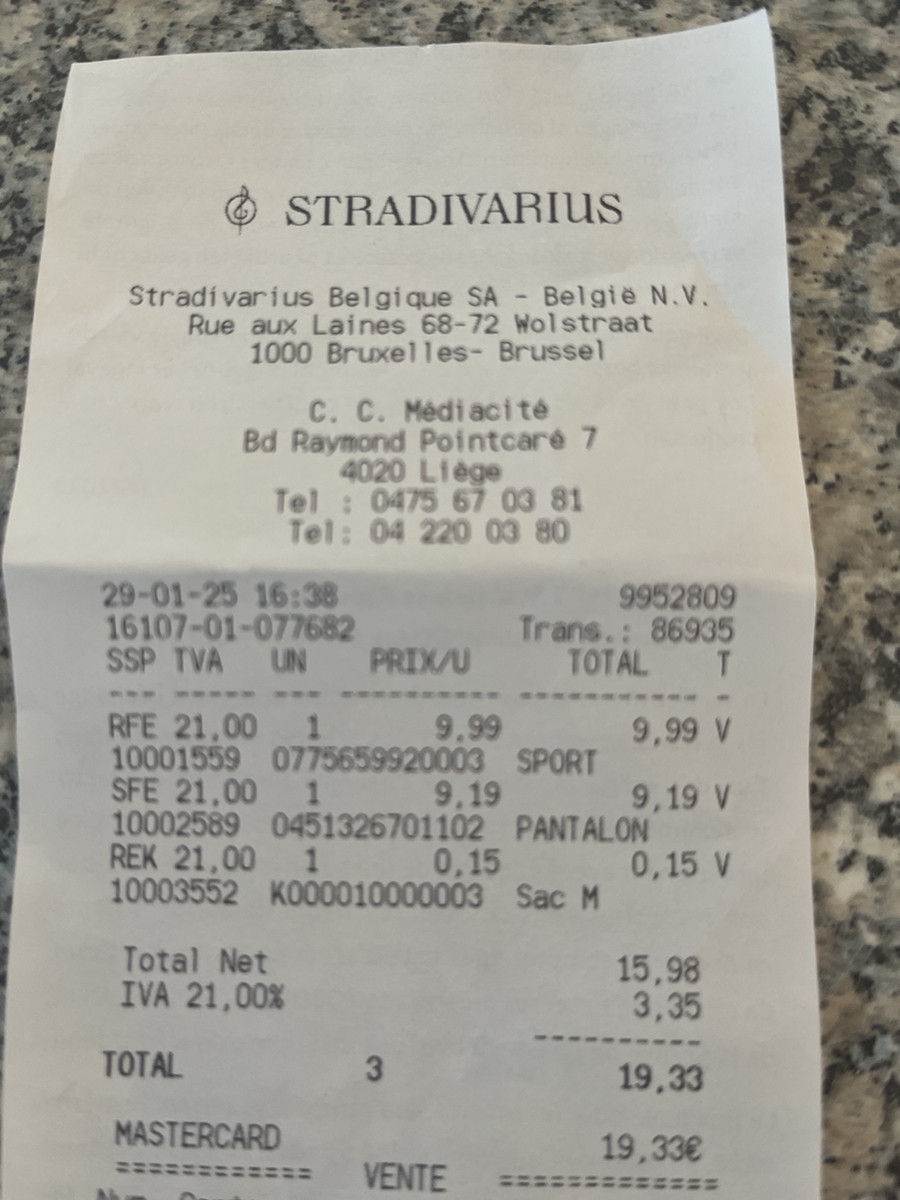 STRADIVARIUS
Stradivarius Belgique SA - België N.V.
Rue aux Laines 68-72 Wolstraat
1000 Bruxelles- Brussel
C. C. Médiacité
Bd Raymond Pointcaré 7
4020 Liège
Tel : 0475 67 03 81
Tel: 04 220 03 80
29-01-25 16:38 9952809
16107-01-077682 Trans.: 86935
SSP TVA UN PRIX/U TOTAL T
--- ----- --- ---------- ----------- -
RFE 21,00 1 9,99 9,99 V
10001559 0775659920003 SPORT
SFE 21,00 1 9,19 9,19 V
10002589 0451326701102 PANTALON
REK 21,00 1 0,15 0,15 V
10003552 K000010000003 Sac M
Total Net 15,98
IVA 21,00% 3,35
----------
TOTAL 3 19,33
MASTERCARD 19,33€
============ VENTE =============